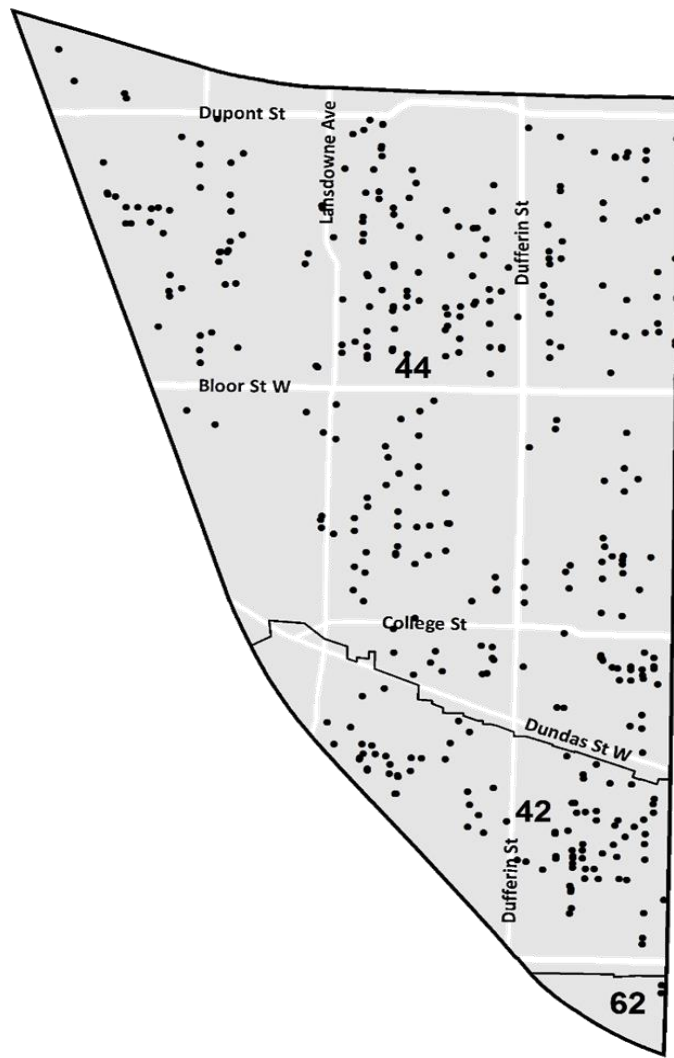 Dupont St
Lansdowne Ave
Dufferin St
44
Bloor St W
College St
Dundas St W
42
Dufferin St
62